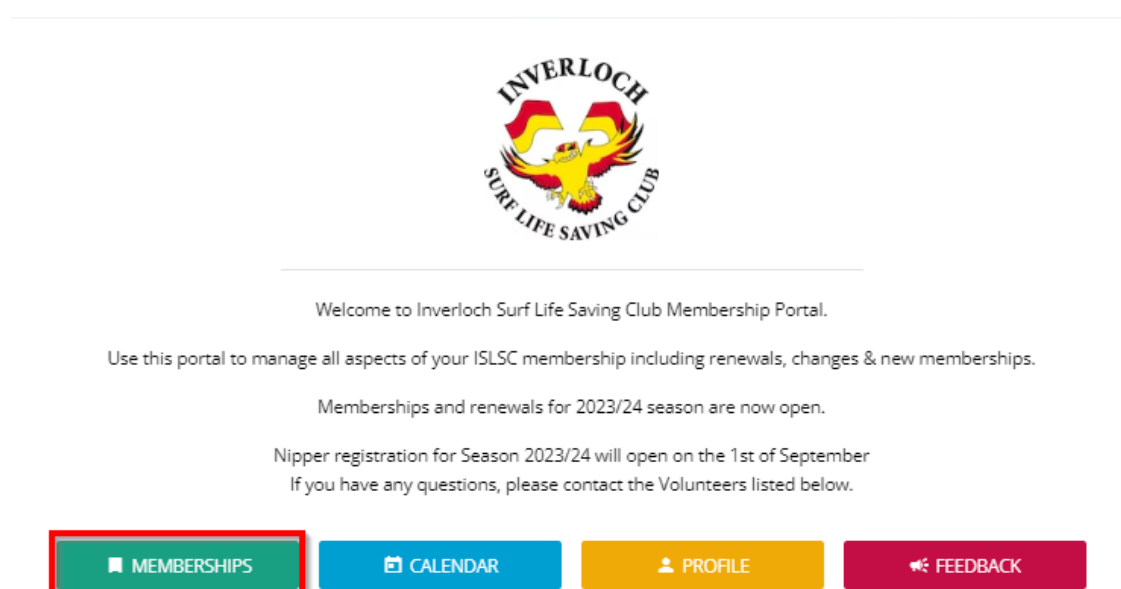 INVERLOCH
SURF LIFE SAVING CLUB
Welcome to Inverloch Surf Life Saving Club Membership Portal.
Use this portal to manage all aspects of your ISLSC membership including renewals, changes & new memberships.
Memberships and renewals for 2023/24 season are now open.
Nipper registration for Season 2023/24 will open on the 1st of September
If you have any questions, please contact the Volunteers listed below.
MEMBERSHIPS CALENDAR PROFILE FEEDBACK